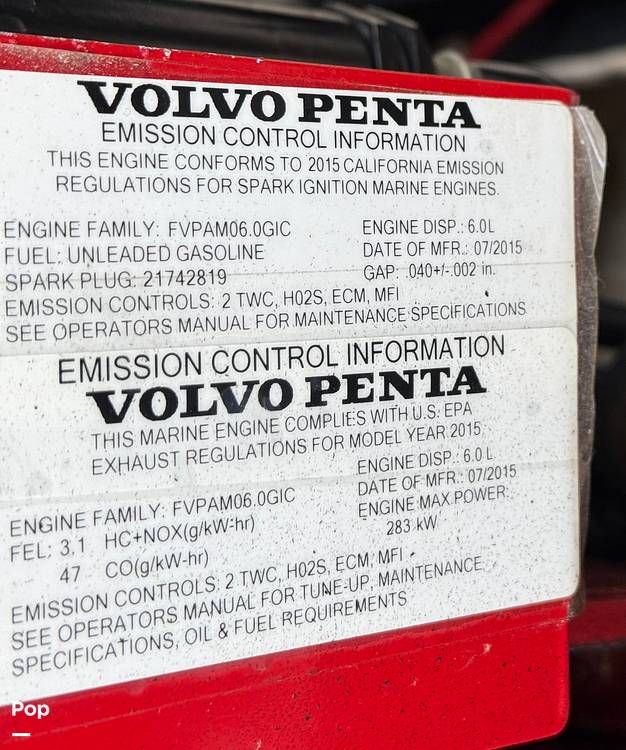 VOLVO PENTA
EMISSION CONTROL INFORMATION
THIS ENGINE CONFORMS TO 2015 CALIFORNIA EMISSION
REGULATIONS FOR SPARK IGNITION MARINE ENGINES.
ENGINE FAMILY: FVPAM06.0GIC ENGINE DISP.: 6.0L
FUEL: UNLEADED GASOLINE DATE OF MFR.: 07/2015
SPARK PLUG: 21742819 GAP: .040+/-.002 in.
EMISSION CONTROLS: 2 TWC, H02S, ECM, MFI
SEE OPERATORS MANUAL FOR MAINTENANCE SPECIFICATIONS
EMISSION CONTROL INFORMATION
VOLVO PENTA
THIS MARINE ENGINE COMPLIES WITH U.S. EPA
EXHAUST REGULATIONS FOR MODEL YEAR 2015
ENGINE DISP.: 6.0 L
ENGINE FAMILY: FVPAM06.0GIC DATE OF MFR.: 07/2015
FEL: 3.1 HC+NOX(g/kW-hr) ENGINE MAX POWER:
47 CO(g/kW-hr) 283 kW
EMISSION CONTROLS: 2 TWC, H02S, ECM, MFI
SEE OPERATORS MANUAL FOR TUNE-UP, MAINTENANCE
SPECIFICATIONS, OIL & FUEL REQUIREMENTS
Pop